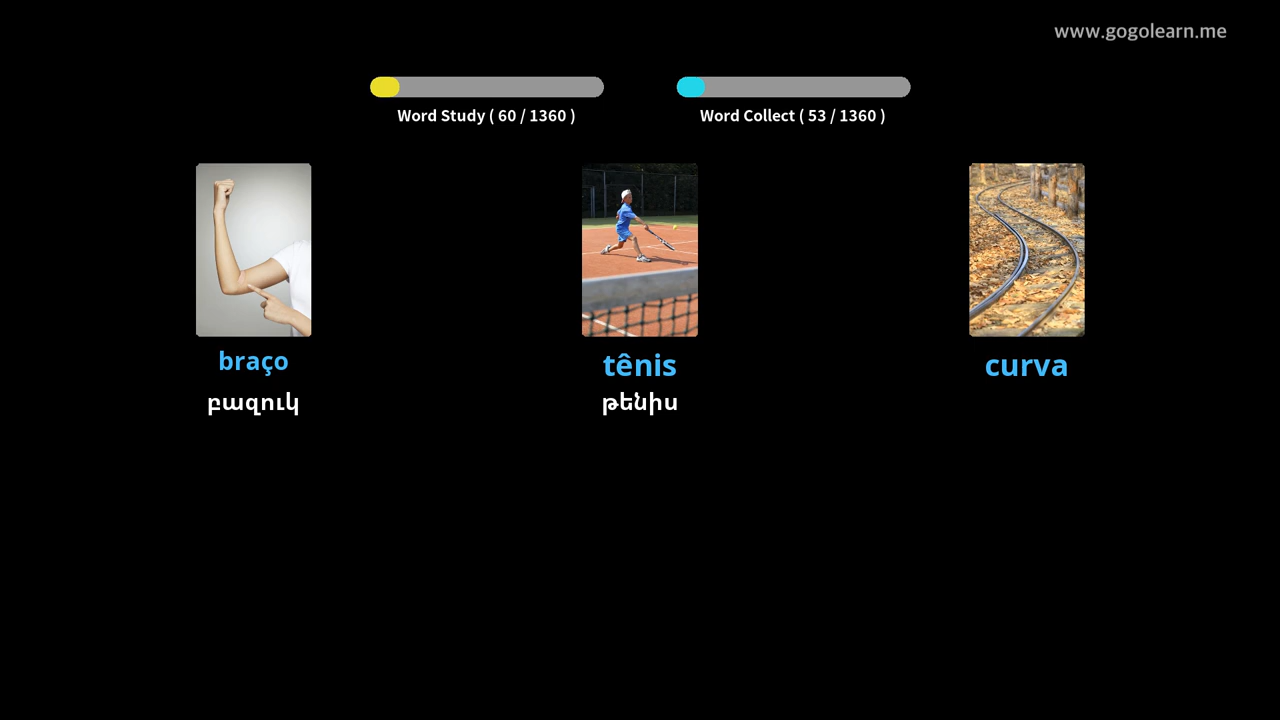 www.gogolearn.me
Word Study ( 60 / 1360 )
Word Collect ( 53 / 1360 )
braço
tênis
curva
բազուկ
թենիս